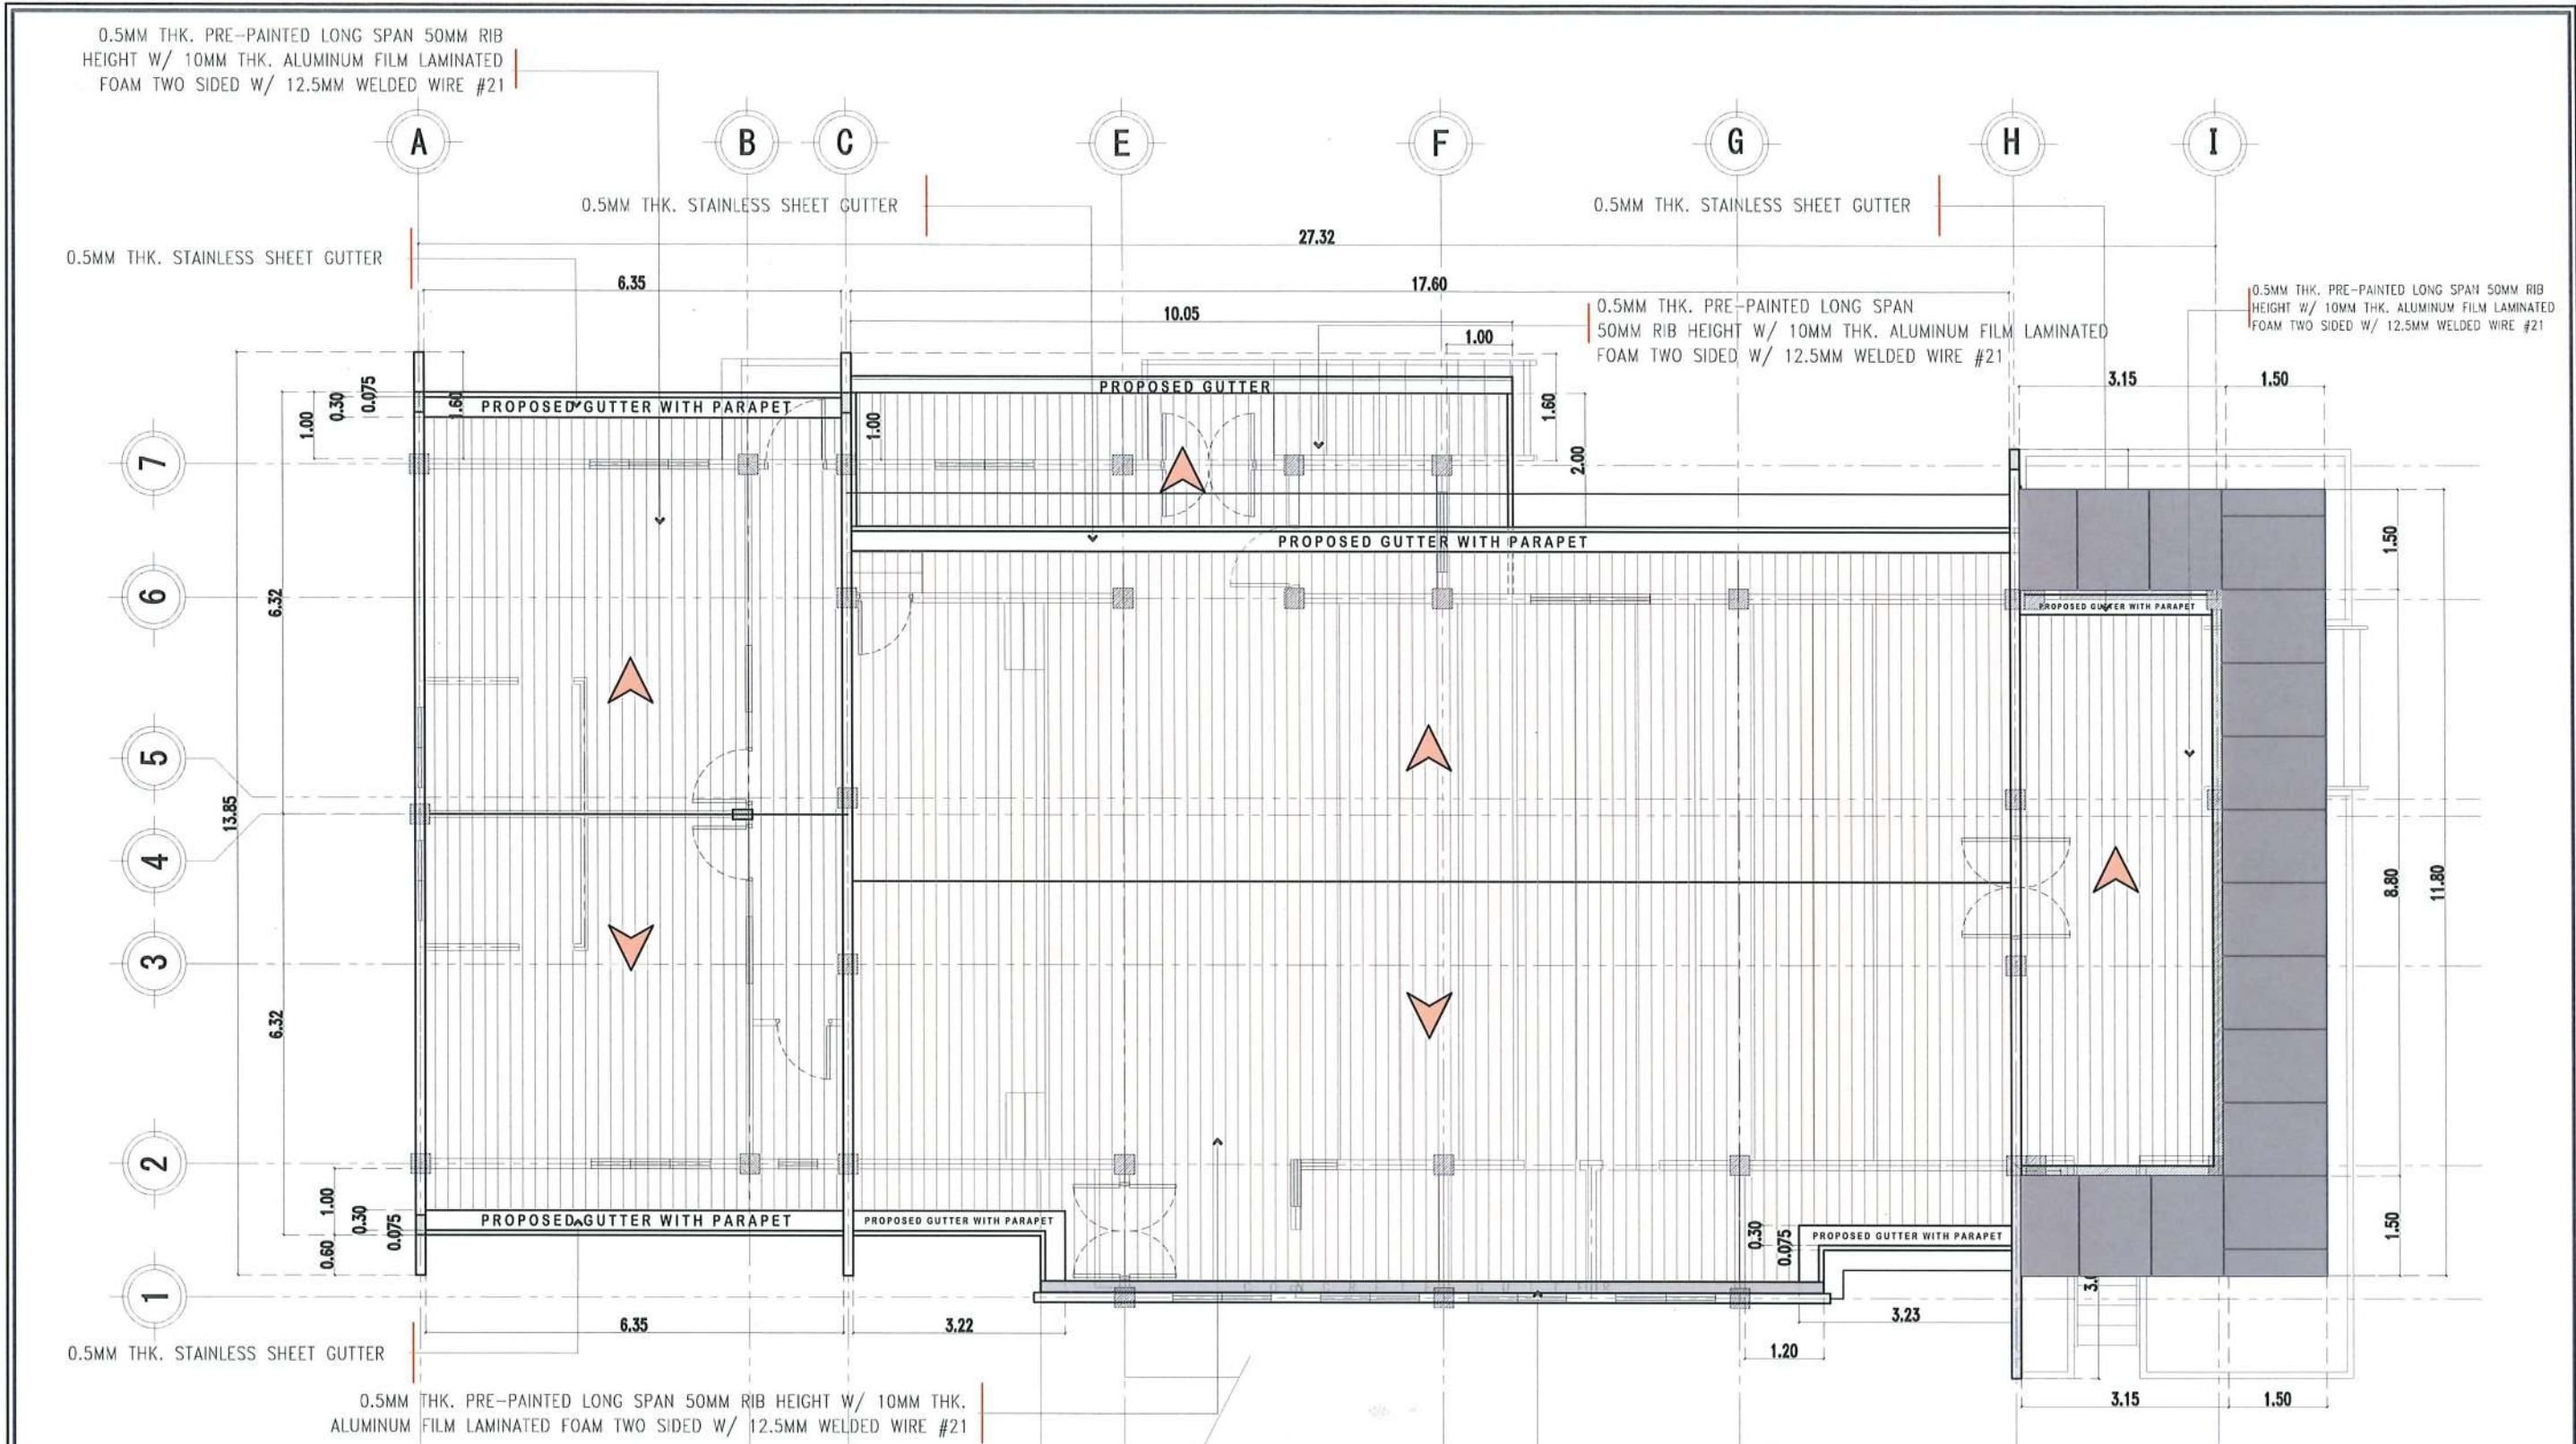 0.5MM THK. PRE-PAINTED LONG SPAN 50MM RIB
HEIGHT W/ 10MM THK. ALUMINUM FILM LAMINATED
FOAM TWO SIDED W/ 12.5MM WELDED WIRE #21
A
B
C
E
F
G
H
I
0.5MM THK. STAINLESS SHEET GUTTER
0.5MM THK. STAINLESS SHEET GUTTER
27.32
0.5MM THK. STAINLESS SHEET GUTTER
6.35
17.60
0.5MM THK. PRE-PAINTED LONG SPAN 50MM RIB
HEIGHT W/ 10MM THK. ALUMINUM FILM LAMINATED
FOAM TWO SIDED W/ 12.5MM WELDED WIRE #21
10.05
0.5MM THK. PRE-PAINTED LONG SPAN
50MM RIB HEIGHT W/ 10MM THK. ALUMINUM FILM LAMINATED
FOAM TWO SIDED W/ 12.5MM WELDED WIRE #21
1.00
3.15
1.50
PROPOSED GUTTER
PROPOSED GUTTER WITH PARAPET
1.00
0.30
0.075
1.60
1.00
1.60
2.00
7
PROPOSED GUTTER WITH PARAPET
1.50
6
6.32
PROPOSED GUTTER WITH PARAPET
5
13.85
4
8.80
11.80
3
6.32
2
1.00
0.30
0.075
0.60
PROPOSED GUTTER WITH PARAPET
PROPOSED GUTTER WITH PARAPET
0.30
0.075
PROPOSED GUTTER WITH PARAPET
1.50
CONCRETE GUTTER
1
6.35
3.22
3.23
1.20
0.5MM THK. STAINLESS SHEET GUTTER
0.5MM THK. PRE-PAINTED LONG SPAN 50MM RIB HEIGHT W/ 10MM THK.
ALUMINUM FILM LAMINATED FOAM TWO SIDED W/ 12.5MM WELDED WIRE #21
3.15
1.50